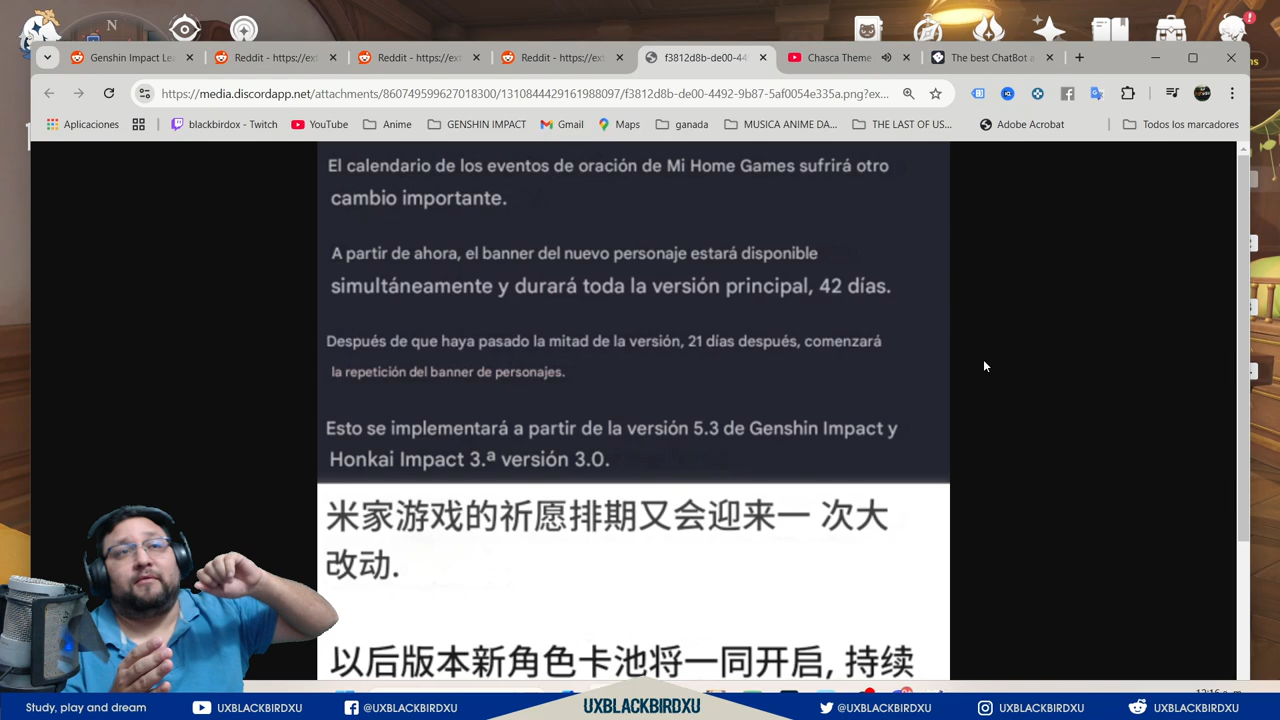 N
Genshin Impact Le
Reddit - https://ex
Reddit - https://ex
Reddit - https://ex
f3812d8b-de00-44
Chasca Theme
The best ChatBot a
https://media.discordapp.net/attachments/860749599627018300/1310844429161988097/f3812d8b-de00-4492-9b87-5af0054e335a.png?ex...
Aplicaciones
blackbirdox - Twitch
YouTube
Anime
GENSHIN IMPACT
Gmail
Maps
ganada
MUSICA ANIME DA...
THE LAST OF US...
Adobe Acrobat
Todos los marcadores
El calendario de los eventos de oración de Mi Home Games sufrirá otro
cambio importante.
A partir de ahora, el banner del nuevo personaje estará disponible
simultáneamente y durará toda la versión principal, 42 días.
Después de que haya pasado la mitad de la versión, 21 días después, comenzará
la repetición del banner de personajes.
Esto se implementará a partir de la versión 5.3 de Genshin Impact y
Honkai Impact 3.ª versión 3.0.
米家游戏的祈愿排期又会迎来一 次大
改动.
以后版本新角色卡池将一同开启, 持续
Study, play and dream
UXBLACKBIRDXU
@UXBLACKBIRDXU
UXBLACKBIRDXU
@UXBLACKBIRDXU
UXBLACKBIRDXU
UXBLACKBIRDXU